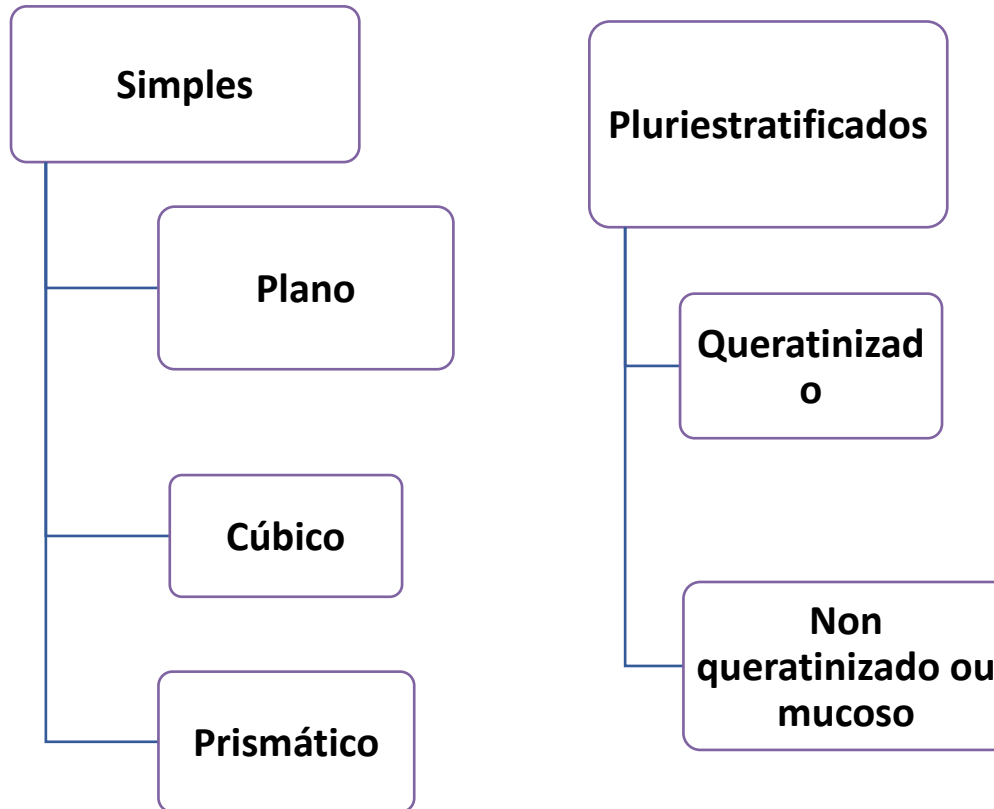 Simples
Plano
Cúbico
Prismático
Pluriestratificados
Queratinizad
o
Non
queratinizado ou
mucoso